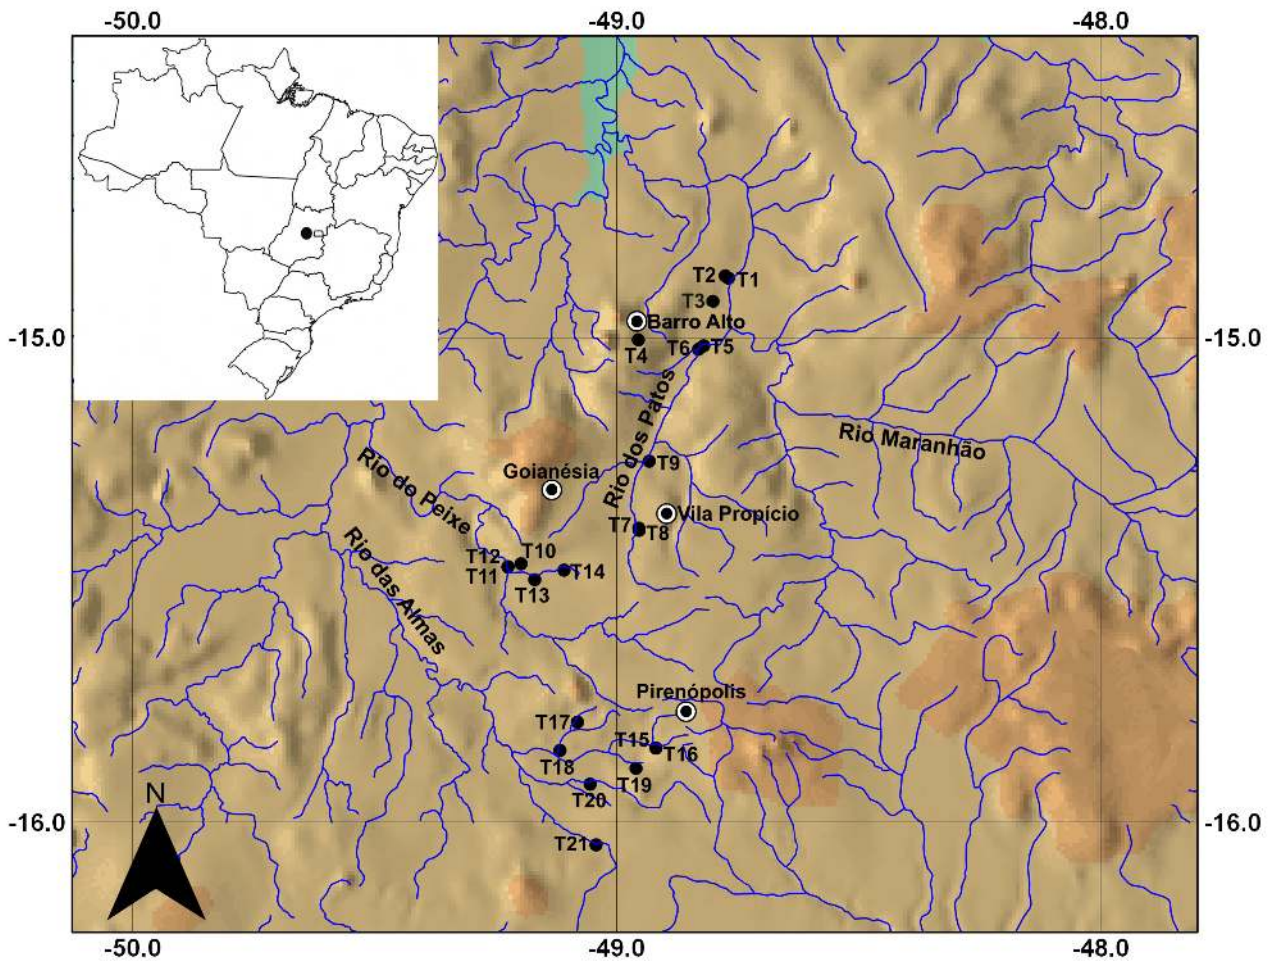 -50.0
-49.0
-48.0
T2
T1
T3
Barro Alto
-15.0
-15.0
T4
T6
T5
Rio dos Patos
Rio Maranhão
Goianésia
T9
Rio de Peixe
Vila Propício
T7
T8
T12
T10
T11
T14
T13
Rio das Almas
Pirenópolis
T17
T15
T16
T18
T19
T20
N
-16.0
-16.0
T21
-50.0
-49.0
-48.0